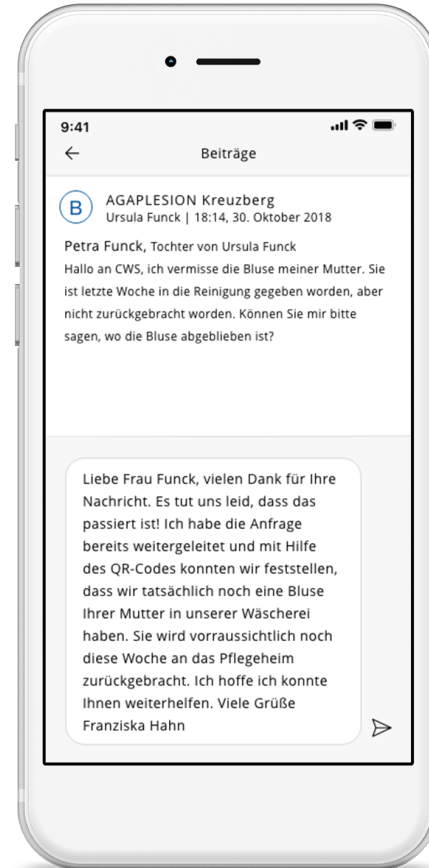 9:41
Beiträge
B
AGAPLESION Kreuzberg
Ursula Funck | 18:14, 30. Oktober 2018
Petra Funck, Tochter von Ursula Funck
Hallo an CWS, ich vermisse die Bluse meiner Mutter. Sie
ist letzte Woche in die Reinigung gegeben worden, aber
nicht zurückgebracht worden. Können Sie mir bitte
sagen, wo die Bluse abgeblieben ist?
Liebe Frau Funck, vielen Dank für Ihre
Nachricht. Es tut uns leid, dass das
passiert ist! Ich habe die Anfrage
bereits weitergeleitet und mit Hilfe
des QR-Codes konnten wir feststellen,
dass wir tatsächlich noch eine Bluse
Ihrer Mutter in unserer Wäscherei
haben. Sie wird vorraussichtlich noch
diese Woche an das Pflegeheim
zurückgebracht. Ich hoffe ich konnte
Ihnen weiterhelfen. Viele Grüße
Franziska Hahn